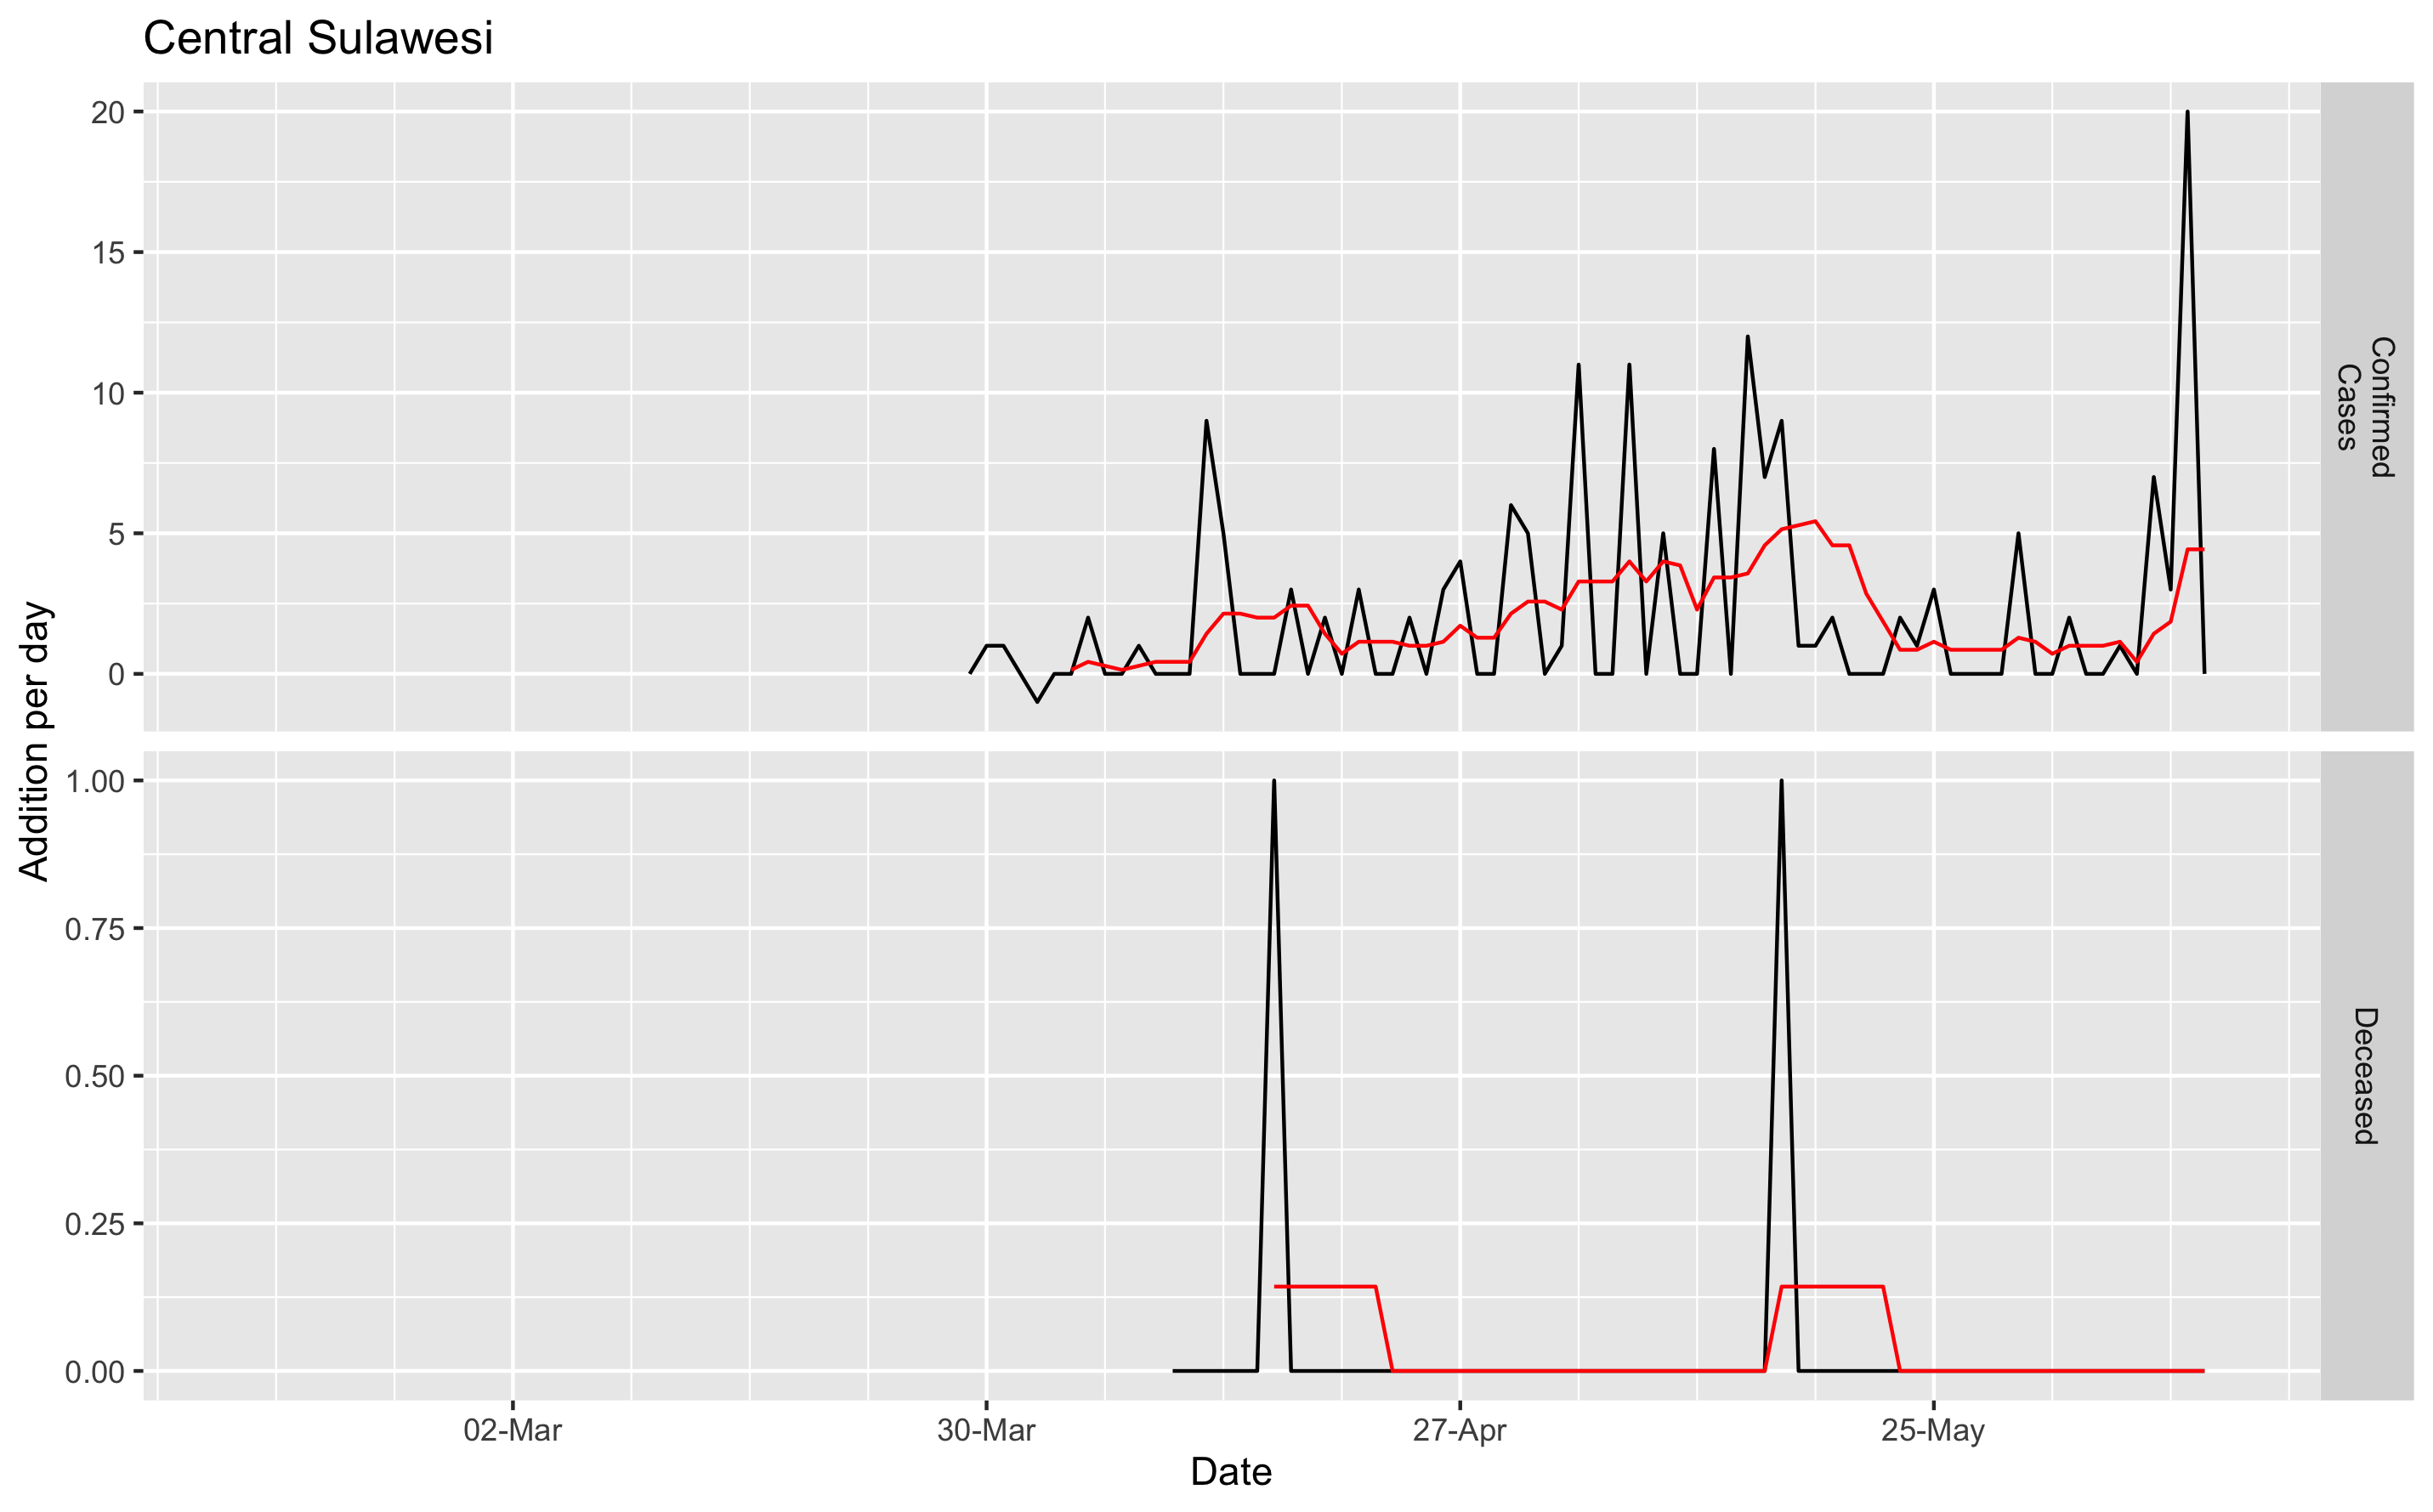 Central Sulawesi
Addition per day
20
15
10
5
0
Confirmed
Cases
1.00
0.75
0.50
0.25
0.00
Deceased
02-Mar
30-Mar
27-Apr
25-May
Date